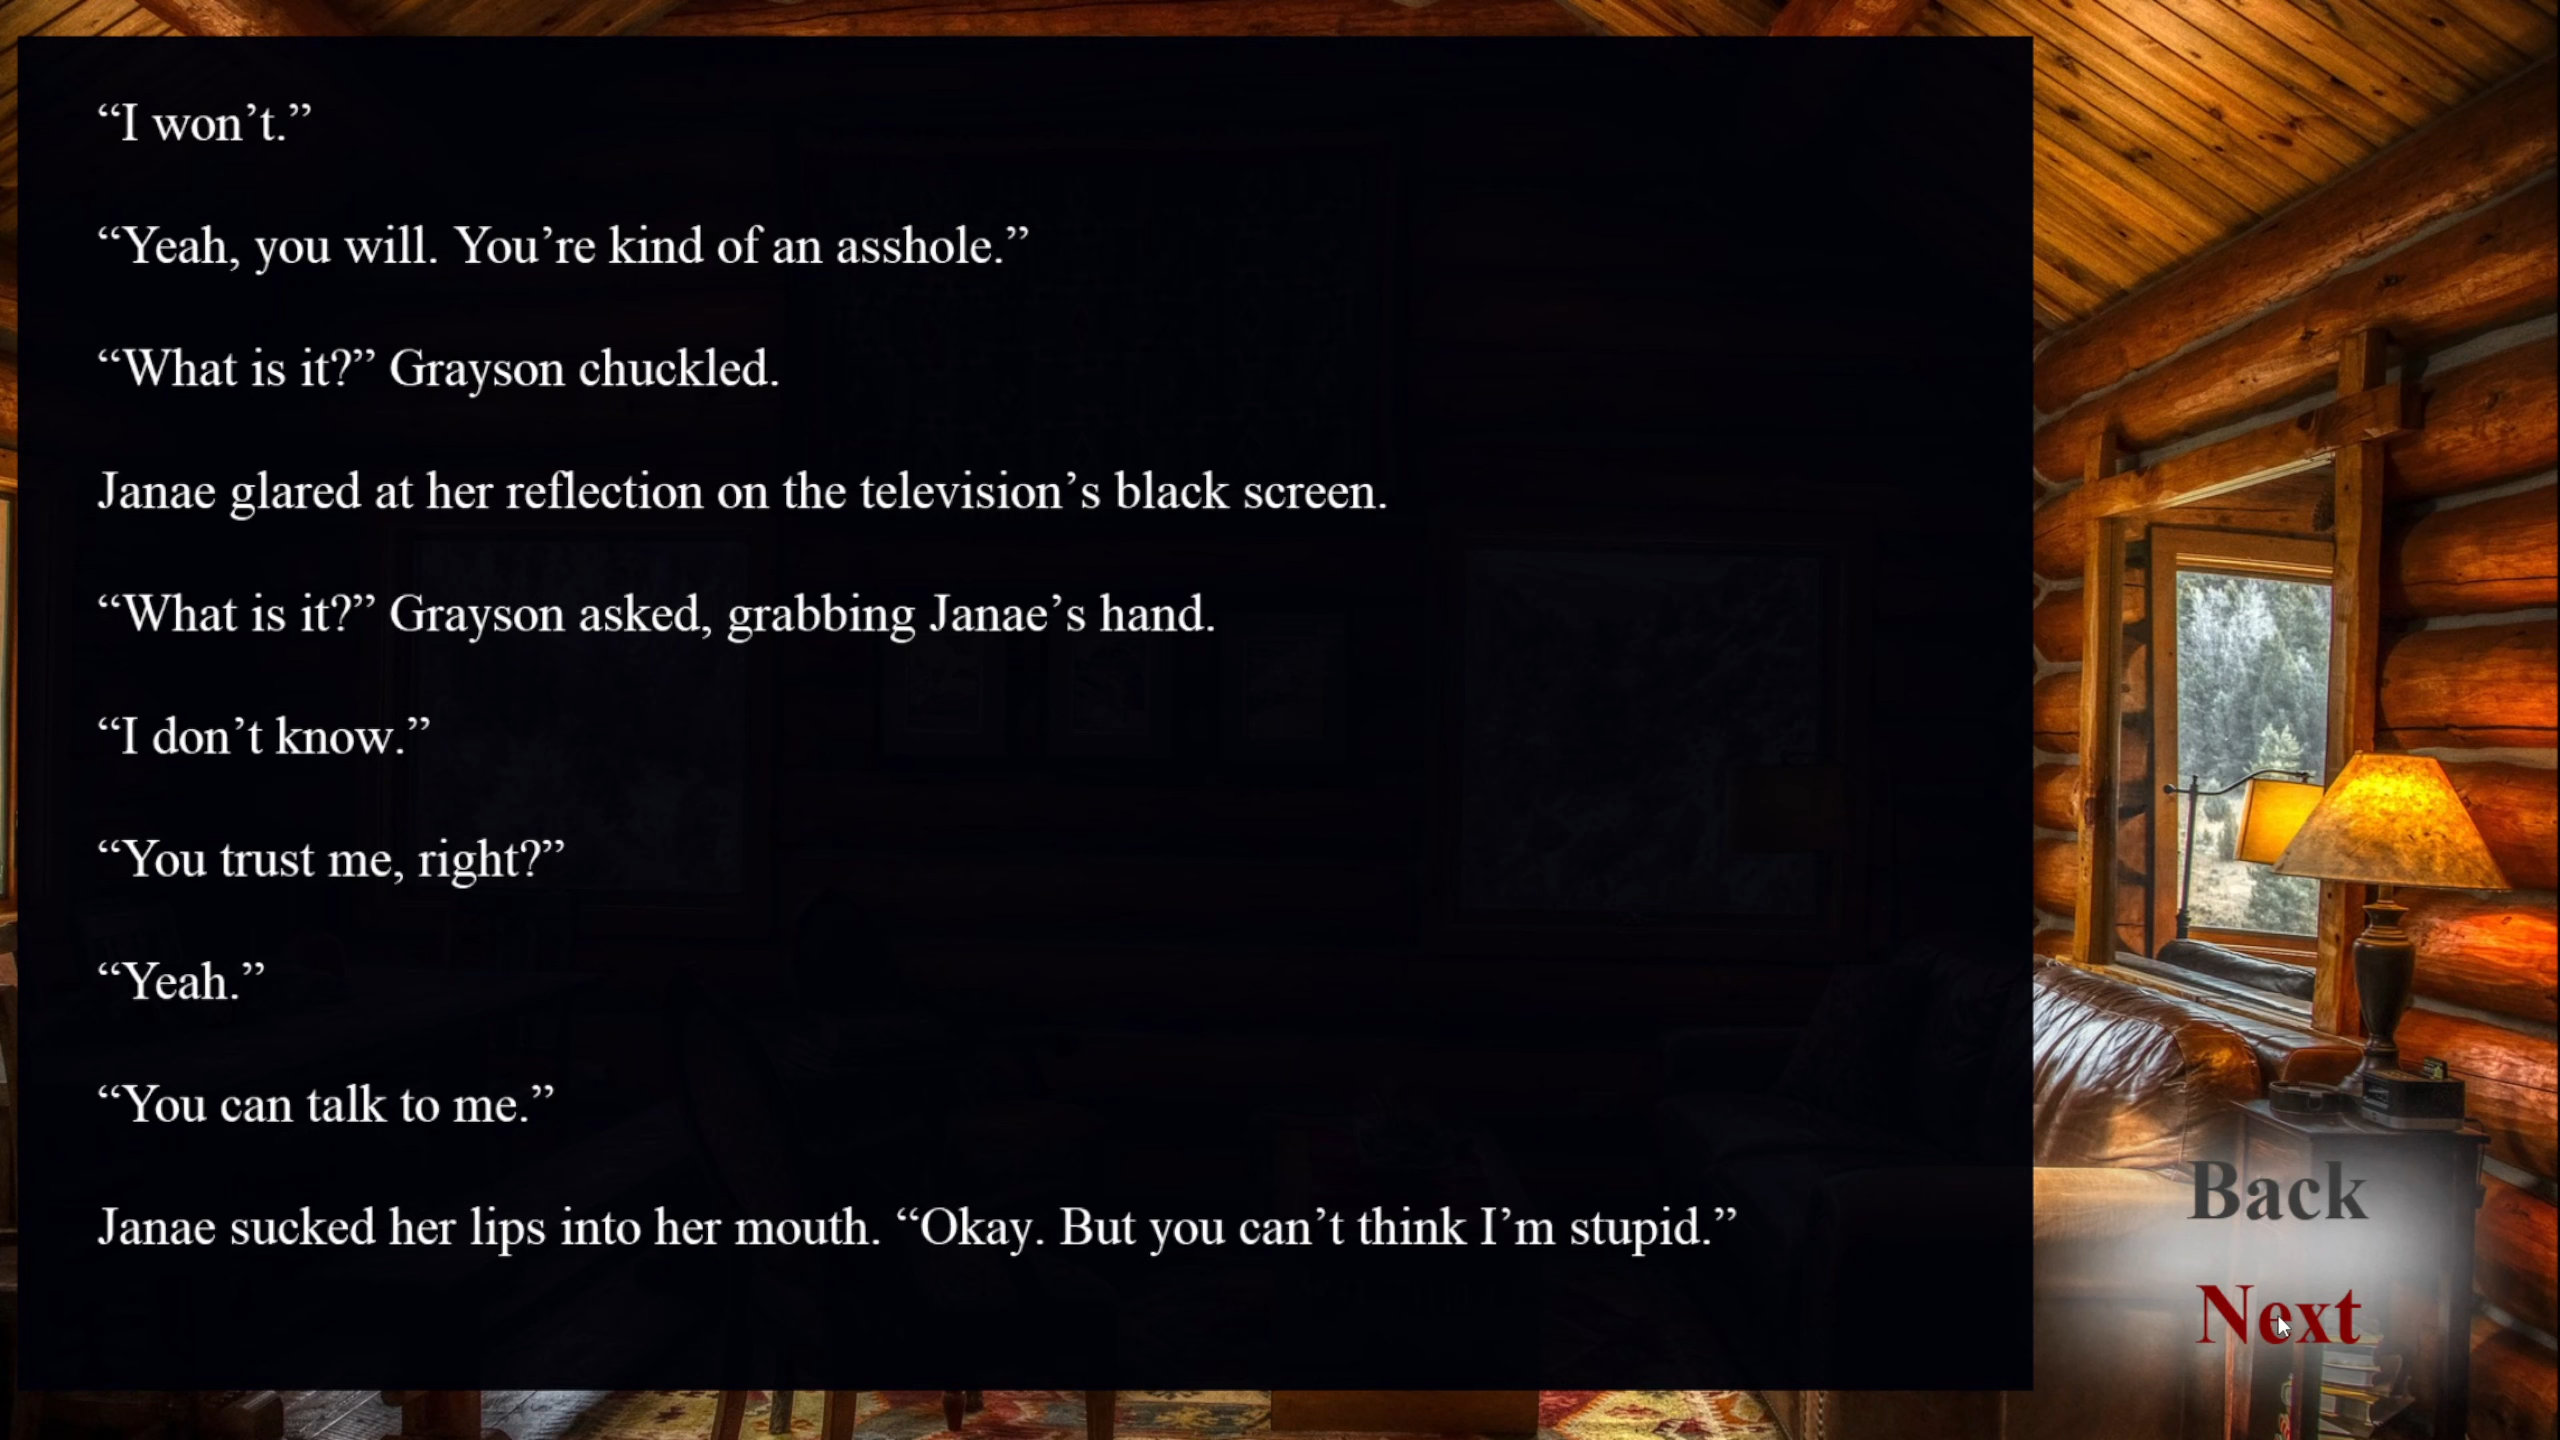 “I won’t.”
“Yeah, you will. You’re kind of an asshole.”
“What is it?” Grayson chuckled.
Janae glared at her reflection on the television’s black screen.
“What is it?” Grayson asked, grabbing Janae’s hand.
“I don’t know.”
“You trust me, right?”
“Yeah.”
“You can talk to me.”
Janae sucked her lips into her mouth. “Okay. But you can’t think I’m stupid.”
Back
Next